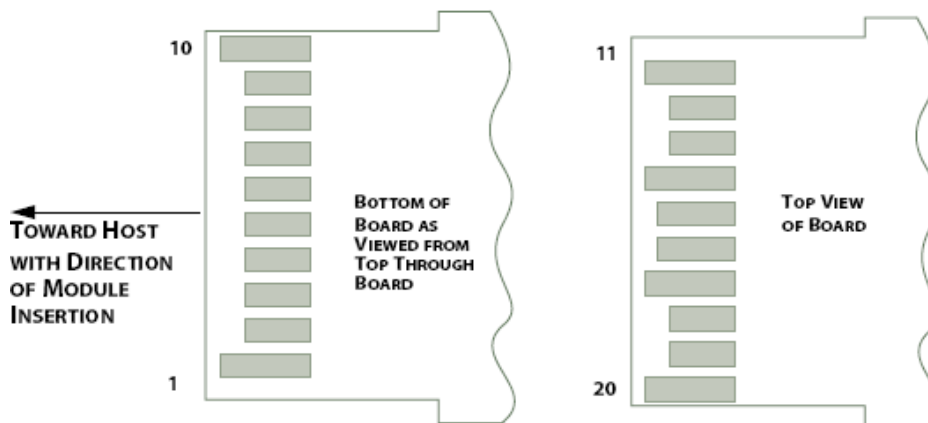 10
TOWARD HOST
WITH DIRECTION
OF MODULE
INSERTION
1
BOTTOM OF
BOARD AS
VIEWED FROM
TOP THROUGH
BOARD
11
TOP VIEW
OF BOARD
20